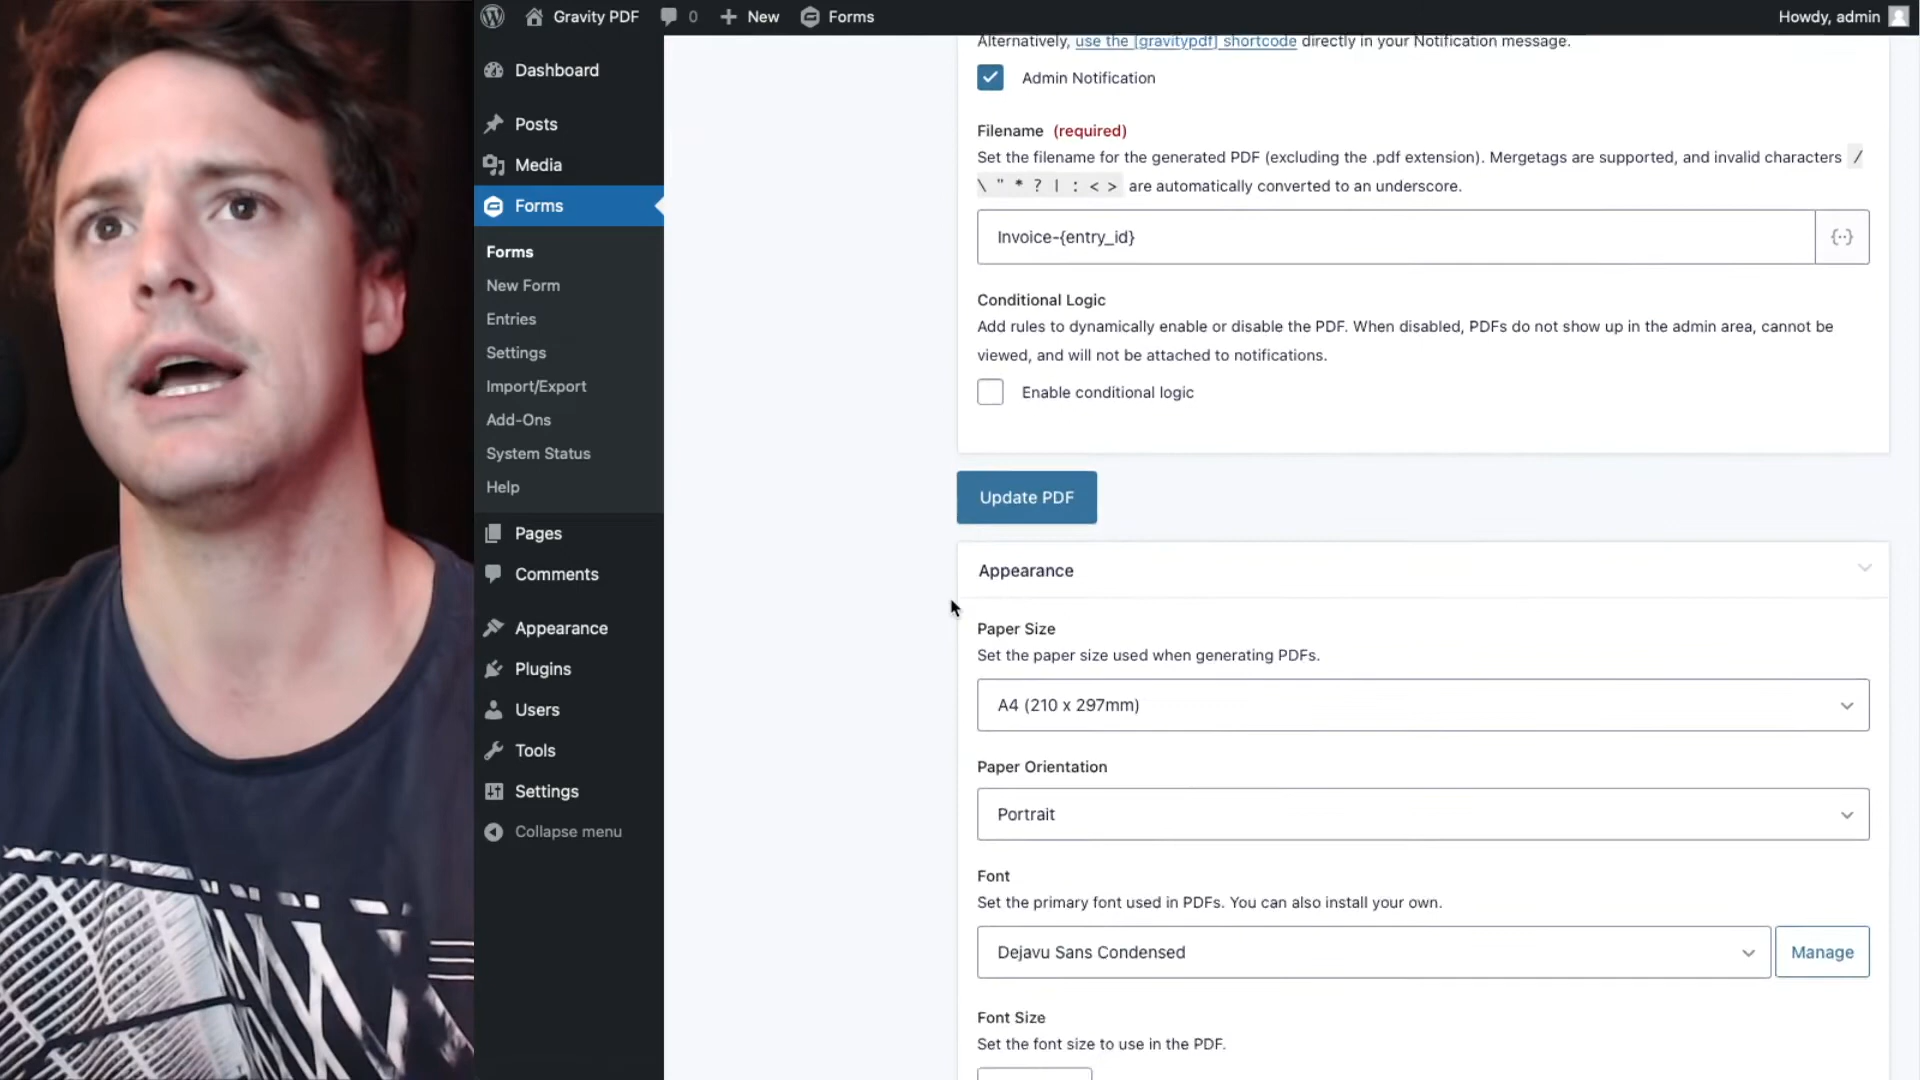 Gravity PDF
0
New
Forms
Howdy, admin
Dashboard
Posts
Media
Forms
Forms
New Form
Entries
Settings
Import/Export
Add-Ons
System Status
Help
Pages
Comments
Appearance
Plugins
Users
Tools
Settings
Collapse menu
Alternatively, use the [gravitypdf] shortcode directly in your Notification message.
Admin Notification
Filename (required)
Set the filename for the generated PDF (excluding the .pdf extension). Mergetags are supported, and invalid characters /
\ " * ? | : < > are automatically converted to an underscore.
Invoice-{entry_id}
Conditional Logic
Add rules to dynamically enable or disable the PDF. When disabled, PDFs do not show up in the admin area, cannot be
viewed, and will not be attached to notifications.
Enable conditional logic
Update PDF
Appearance
Paper Size
Set the paper size used when generating PDFs.
A4 (210 x 297mm)
Paper Orientation
Portrait
Font
Set the primary font used in PDFs. You can also install your own.
Dejavu Sans Condensed
Manage
Font Size
Set the font size to use in the PDF.